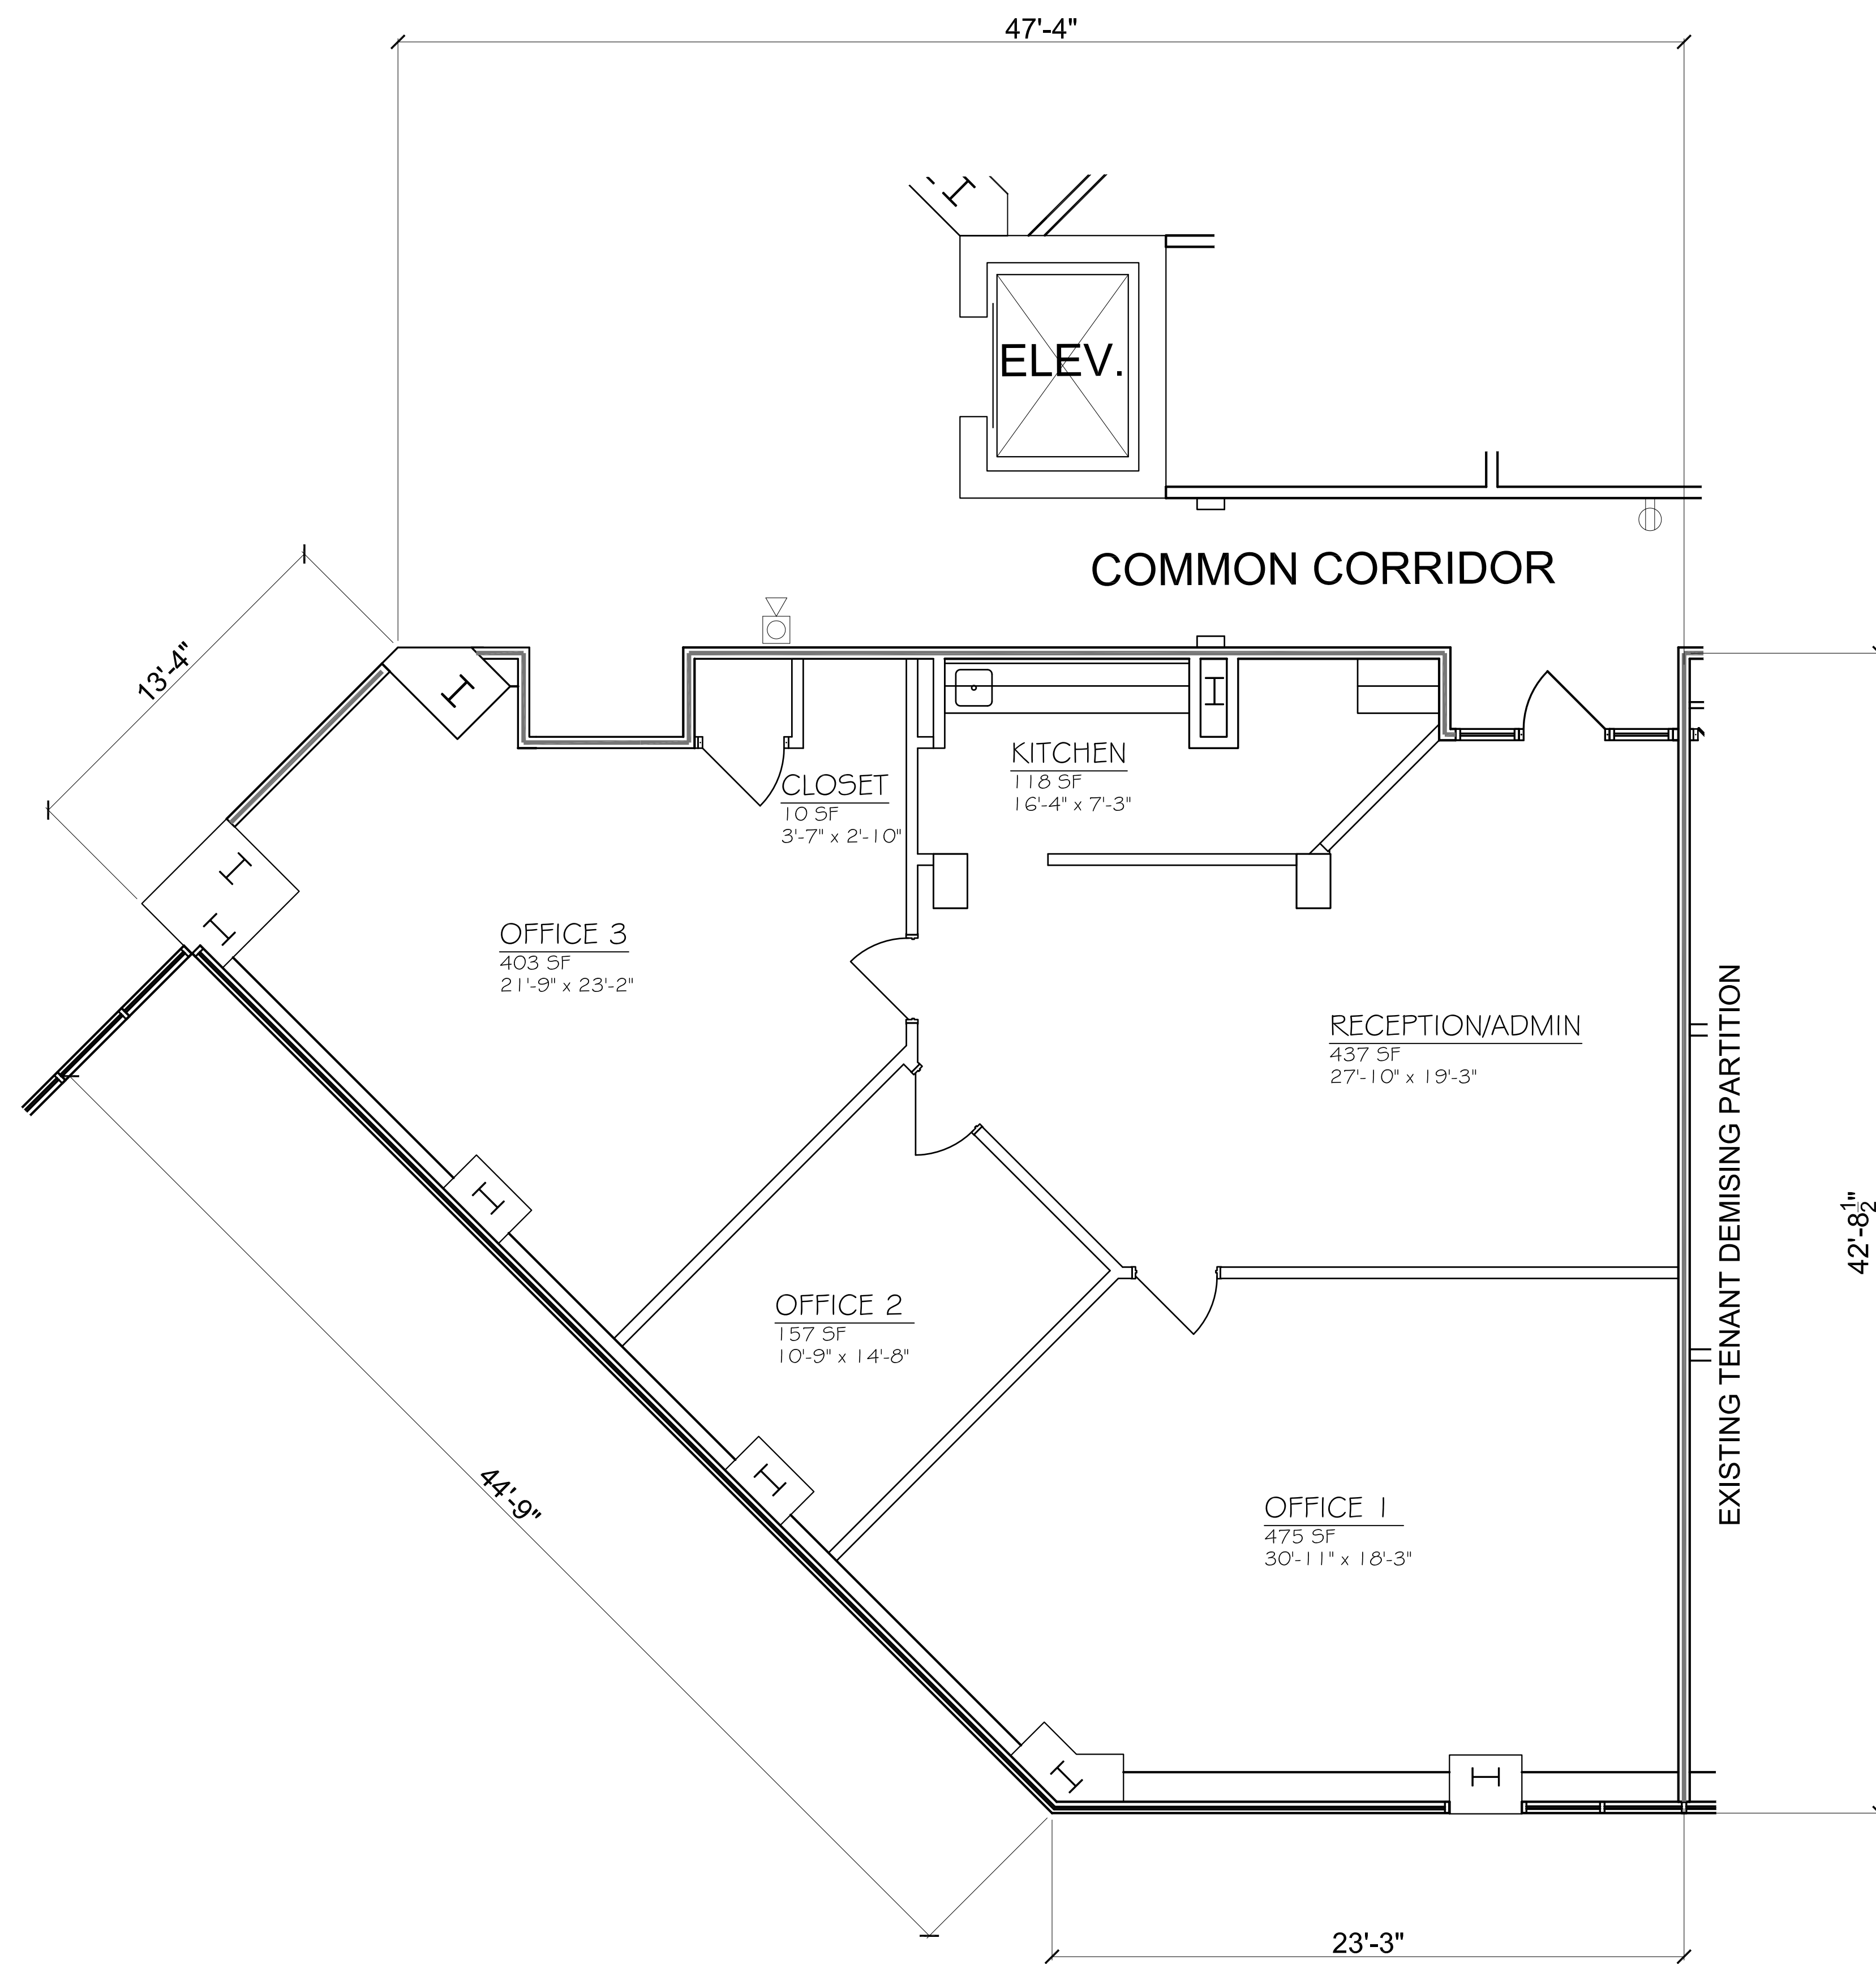 47'-4"
ELEV.
COMMON CORRIDOR
13'-4"
KITCHEN
118 SF
16'-4" x 7'-3"
CLOSET
10 SF
3'-7" x 2'-10"
OFFICE 3
403 SF
21'-9" x 23'-2"
RECEPTION/ADMIN
437 SF
27'-10" x 19'-3"
EXISTING TENANT DEMISING PARTITION
42'-8 1/2"
OFFICE 2
157 SF
10'-9" x 14'-8"
44'-9"
OFFICE 1
475 SF
30'-11" x 18'-3"
23'-3"